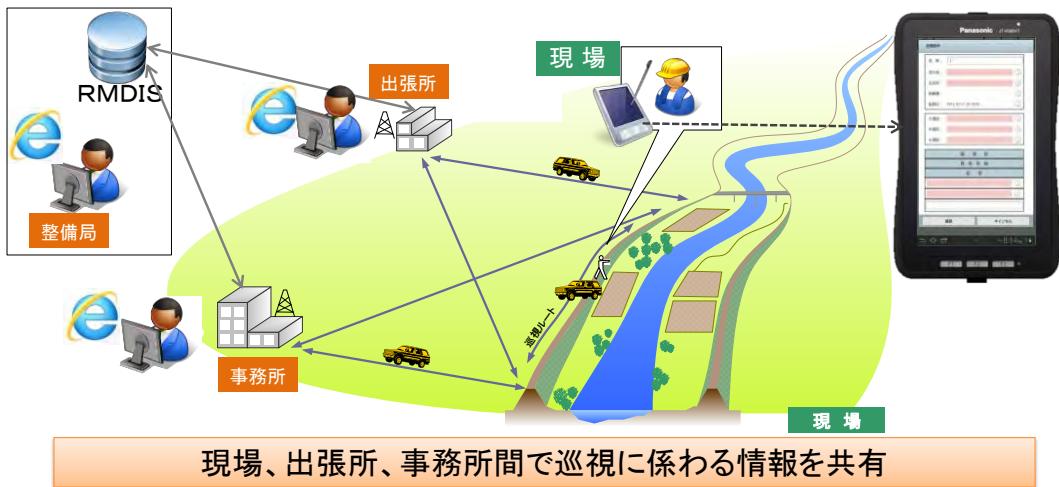 RMDIS
整備局
出張所
現 場
Panasonic
事務所
巡視ルート
現 場
現場、出張所、事務所間で巡視に係わる情報を共有